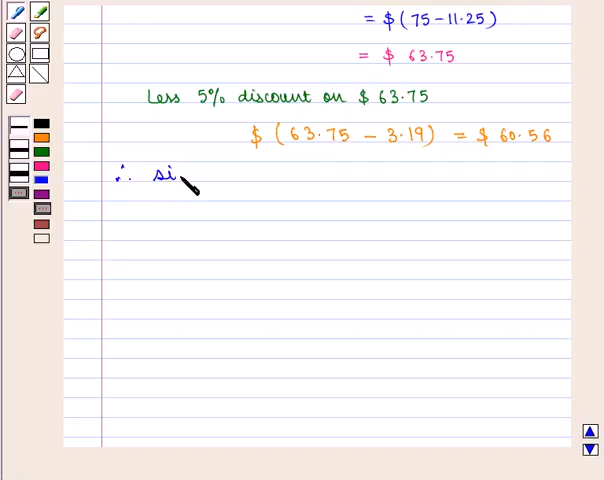 = $(75-11.25)
= $ 63.75
Less 5% discount on $ 63.75
$ (63.75 - 3.19) = $ 60.56
∴ si